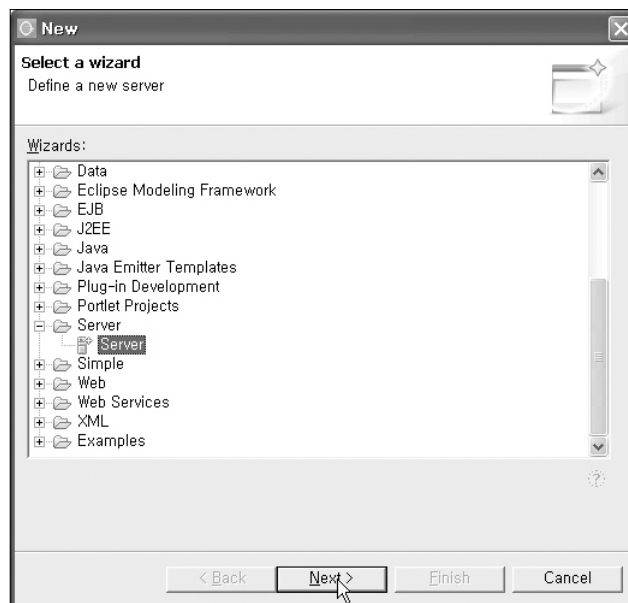 New
Select a wizard
Define a new server
Wizards:
Data
Eclipse Modeling Framework
EJB
J2EE
Java
Java Emitter Templates
Plug-in Development
Portlet Projects
Server
Server
Simple
Web
Web Services
XML
Examples
?
< Back Next > Finish Cancel